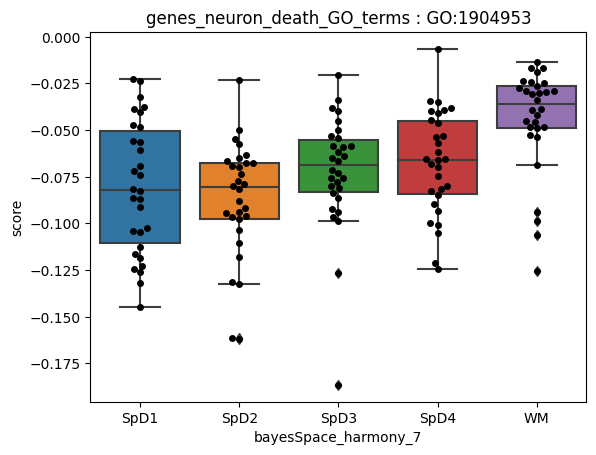 genes_neuron_death_GO_terms : GO:1904953
0.000
−0.025
−0.050
−0.075
−0.100
−0.125
−0.150
−0.175
score
SpD1 SpD2 SpD3 SpD4 WM
bayesSpace_harmony_7